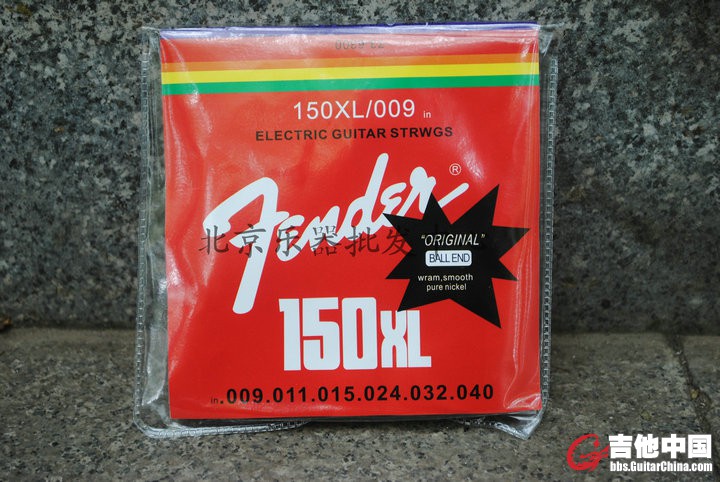 150XL/009 in
ELECTRIC GUITAR STRWGS
Fender®
北京乐器批发
"ORIGINAL"
BALL END
wram,smooth
pure nickel
150XL
in.009.011.015.024.032.040
吉他中国
bbs.GuitarChina.com